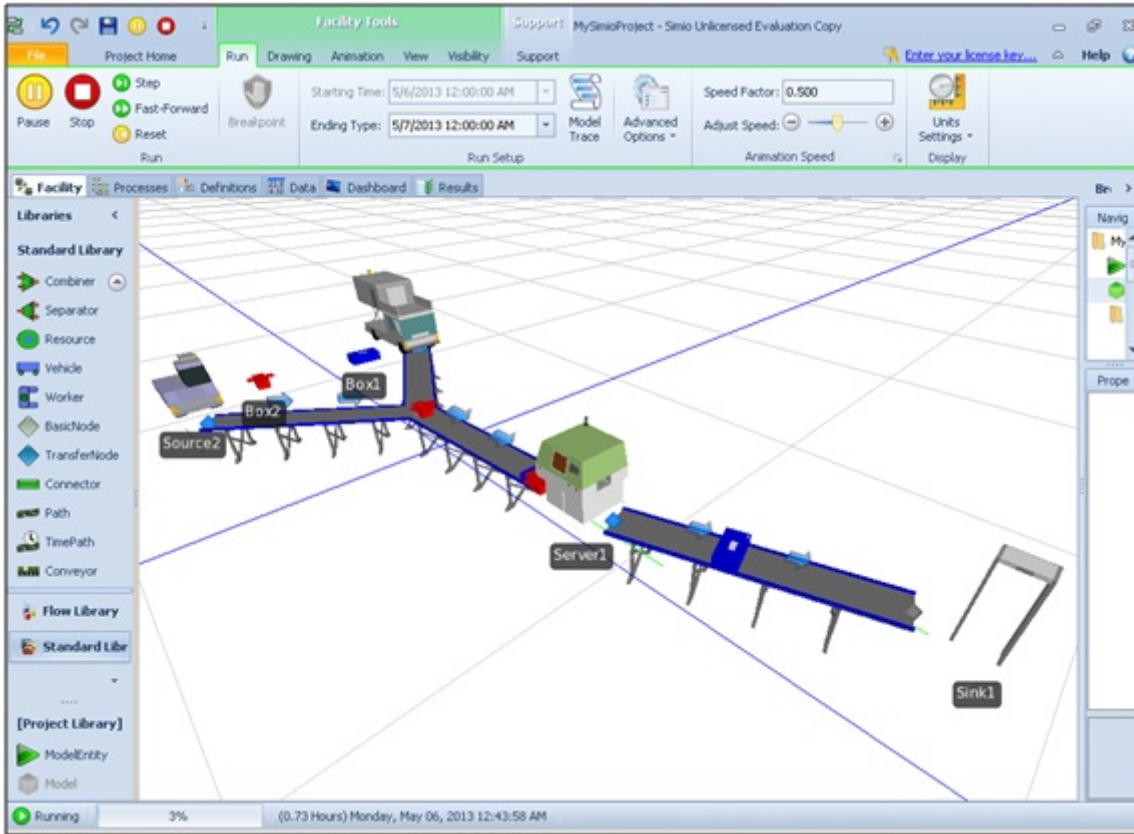 Facility Tools
Support
MySimioProject - Simio Unlicensed Evaluation Copy
File
Project Home
Run
Drawing
Animation
View
Visibility
Support
Enter your license key....
Help
Pause
Stop
Step
Fast-Forward
Reset
Run
Breakpoint
Starting Time: 5/6/2013 12:00:00 AM
Ending Type: 5/7/2013 12:00:00 AM
Model
Trace
Advanced
Options
Run Setup
Speed Factor: 0.500
Adjust Speed:
Animation Speed
Units
Settings
Display
Facility
Processes
Definitions
Data
Dashboard
Results
Libraries
Standard Library
Combiner
Separator
Resource
Vehicle
Worker
BasicNode
TransferNode
Connector
Path
TimePath
Conveyor
Flow Library
Standard Libr
[Project Library]
ModelEntity
Model
Box1
Box2
Source2
Server1
Sink1
Navig
My
Prope
Running
3%
(0.73 Hours) Monday, May 06, 2013 12:43:58 AM